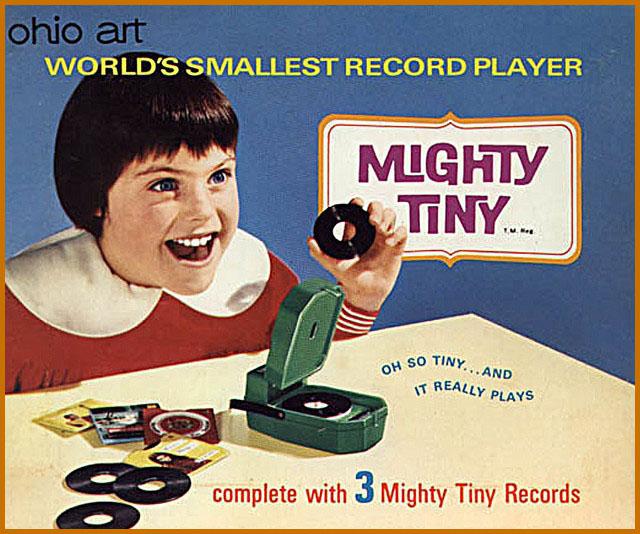 ohio art
WORLD'S SMALLEST RECORD PLAYER
MIGHTY
TINY
T.M. Reg.
OH SO TINY...AND
IT REALLY PLAYS
complete with 3 Mighty Tiny Records